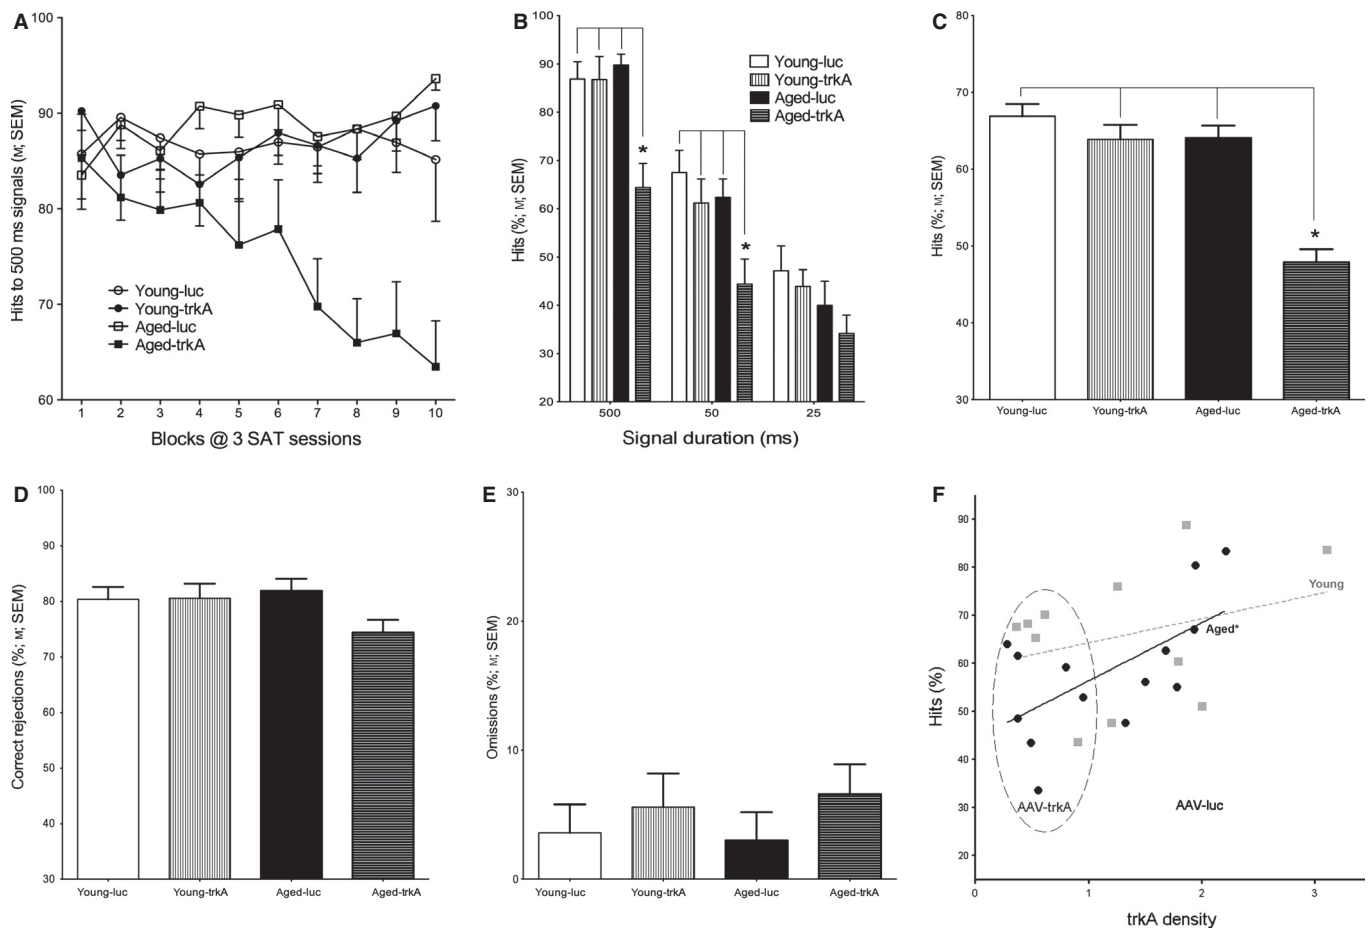 A
100
90
80
70
60
Hits to 500 ms signals (M; SEM)
Young-luc
Young-trkA
Aged-luc
Aged-trkA
1 2 3 4 5 6 7 8 9 10
Blocks @ 3 SAT sessions
B
100
90
80
70
60
50
40
30
20
Hits (%; M; SEM)
Young-luc
Young-trkA
Aged-luc
Aged-trkA
*
*
500 50 25
Signal duration (ms)
C
80
70
60
50
40
30
Hits (%; M; SEM)
*
Young-luc Young-trkA Aged-luc Aged-trkA
D
100
90
80
70
60
50
40
30
Correct rejections (%; M; SEM)
Young-luc Young-trkA Aged-luc Aged-trkA
E
30
20
10
0
Omissions (%; M; SEM)
Young-luc Young-trkA Aged-luc Aged-trkA
F
90
80
70
60
50
40
30
20
Hits (%)
Young
Aged*
AAV-trkA
AAV-luc
0 1 2 3
trkA density